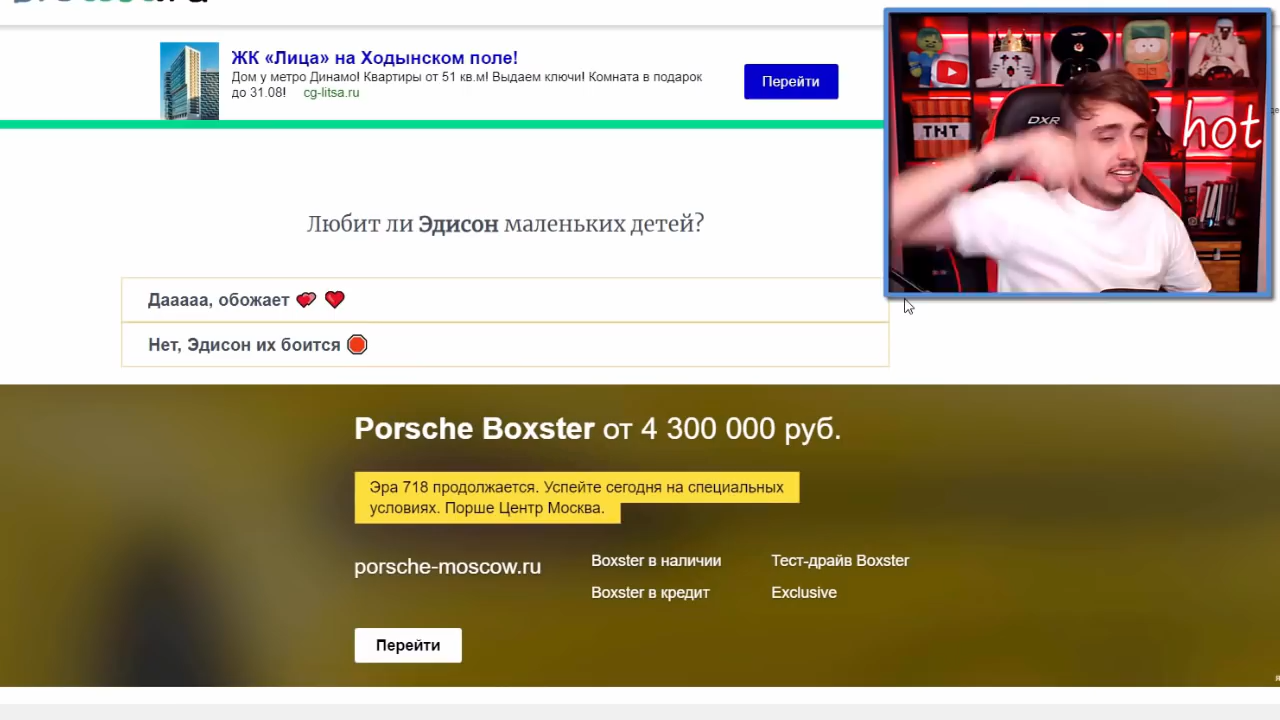 ЖК «Лица» на Ходынском поле!
Дом у метро Динамо! Квартиры от 51 кв.м! Выдаем ключи! Комната в подарок
до 31.08! cg-litsa.ru
Перейти
DXR
TNT
hot
Любит ли Эдисон маленьких детей?
Дааааа, обожает
Нет, Эдисон их боится
Porsche Boxster от 4 300 000 руб.
Эра 718 продолжается. Успейте сегодня на специальных
условиях. Порше Центр Москва.
porsche-moscow.ru
Boxster в наличии
Тест-драйв Boxster
Boxster в кредит
Exclusive
Перейти